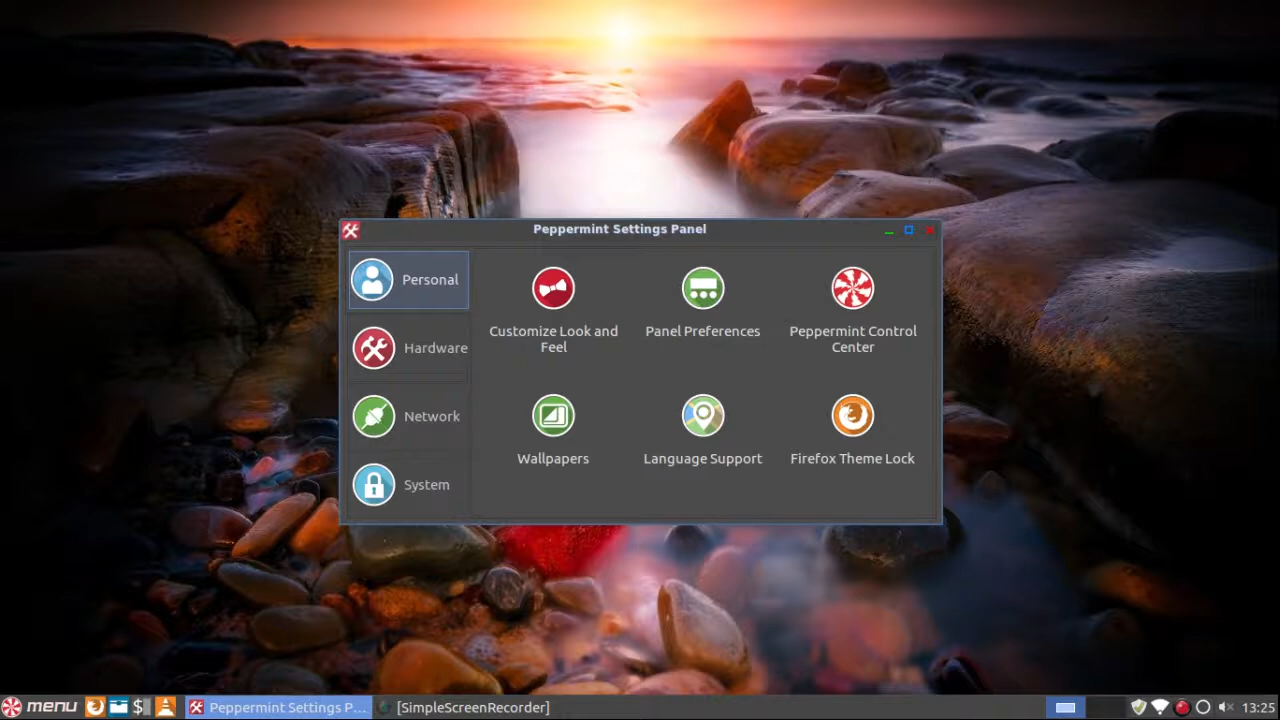 Peppermint Settings Panel
Personal
Customize Look and
Feel
Panel Preferences
Peppermint Control
Center
Hardware
Network
Wallpapers
Language Support
Firefox Theme Lock
System
menu
$
Peppermint Settings P...
[SimpleScreenRecorder]
13:25